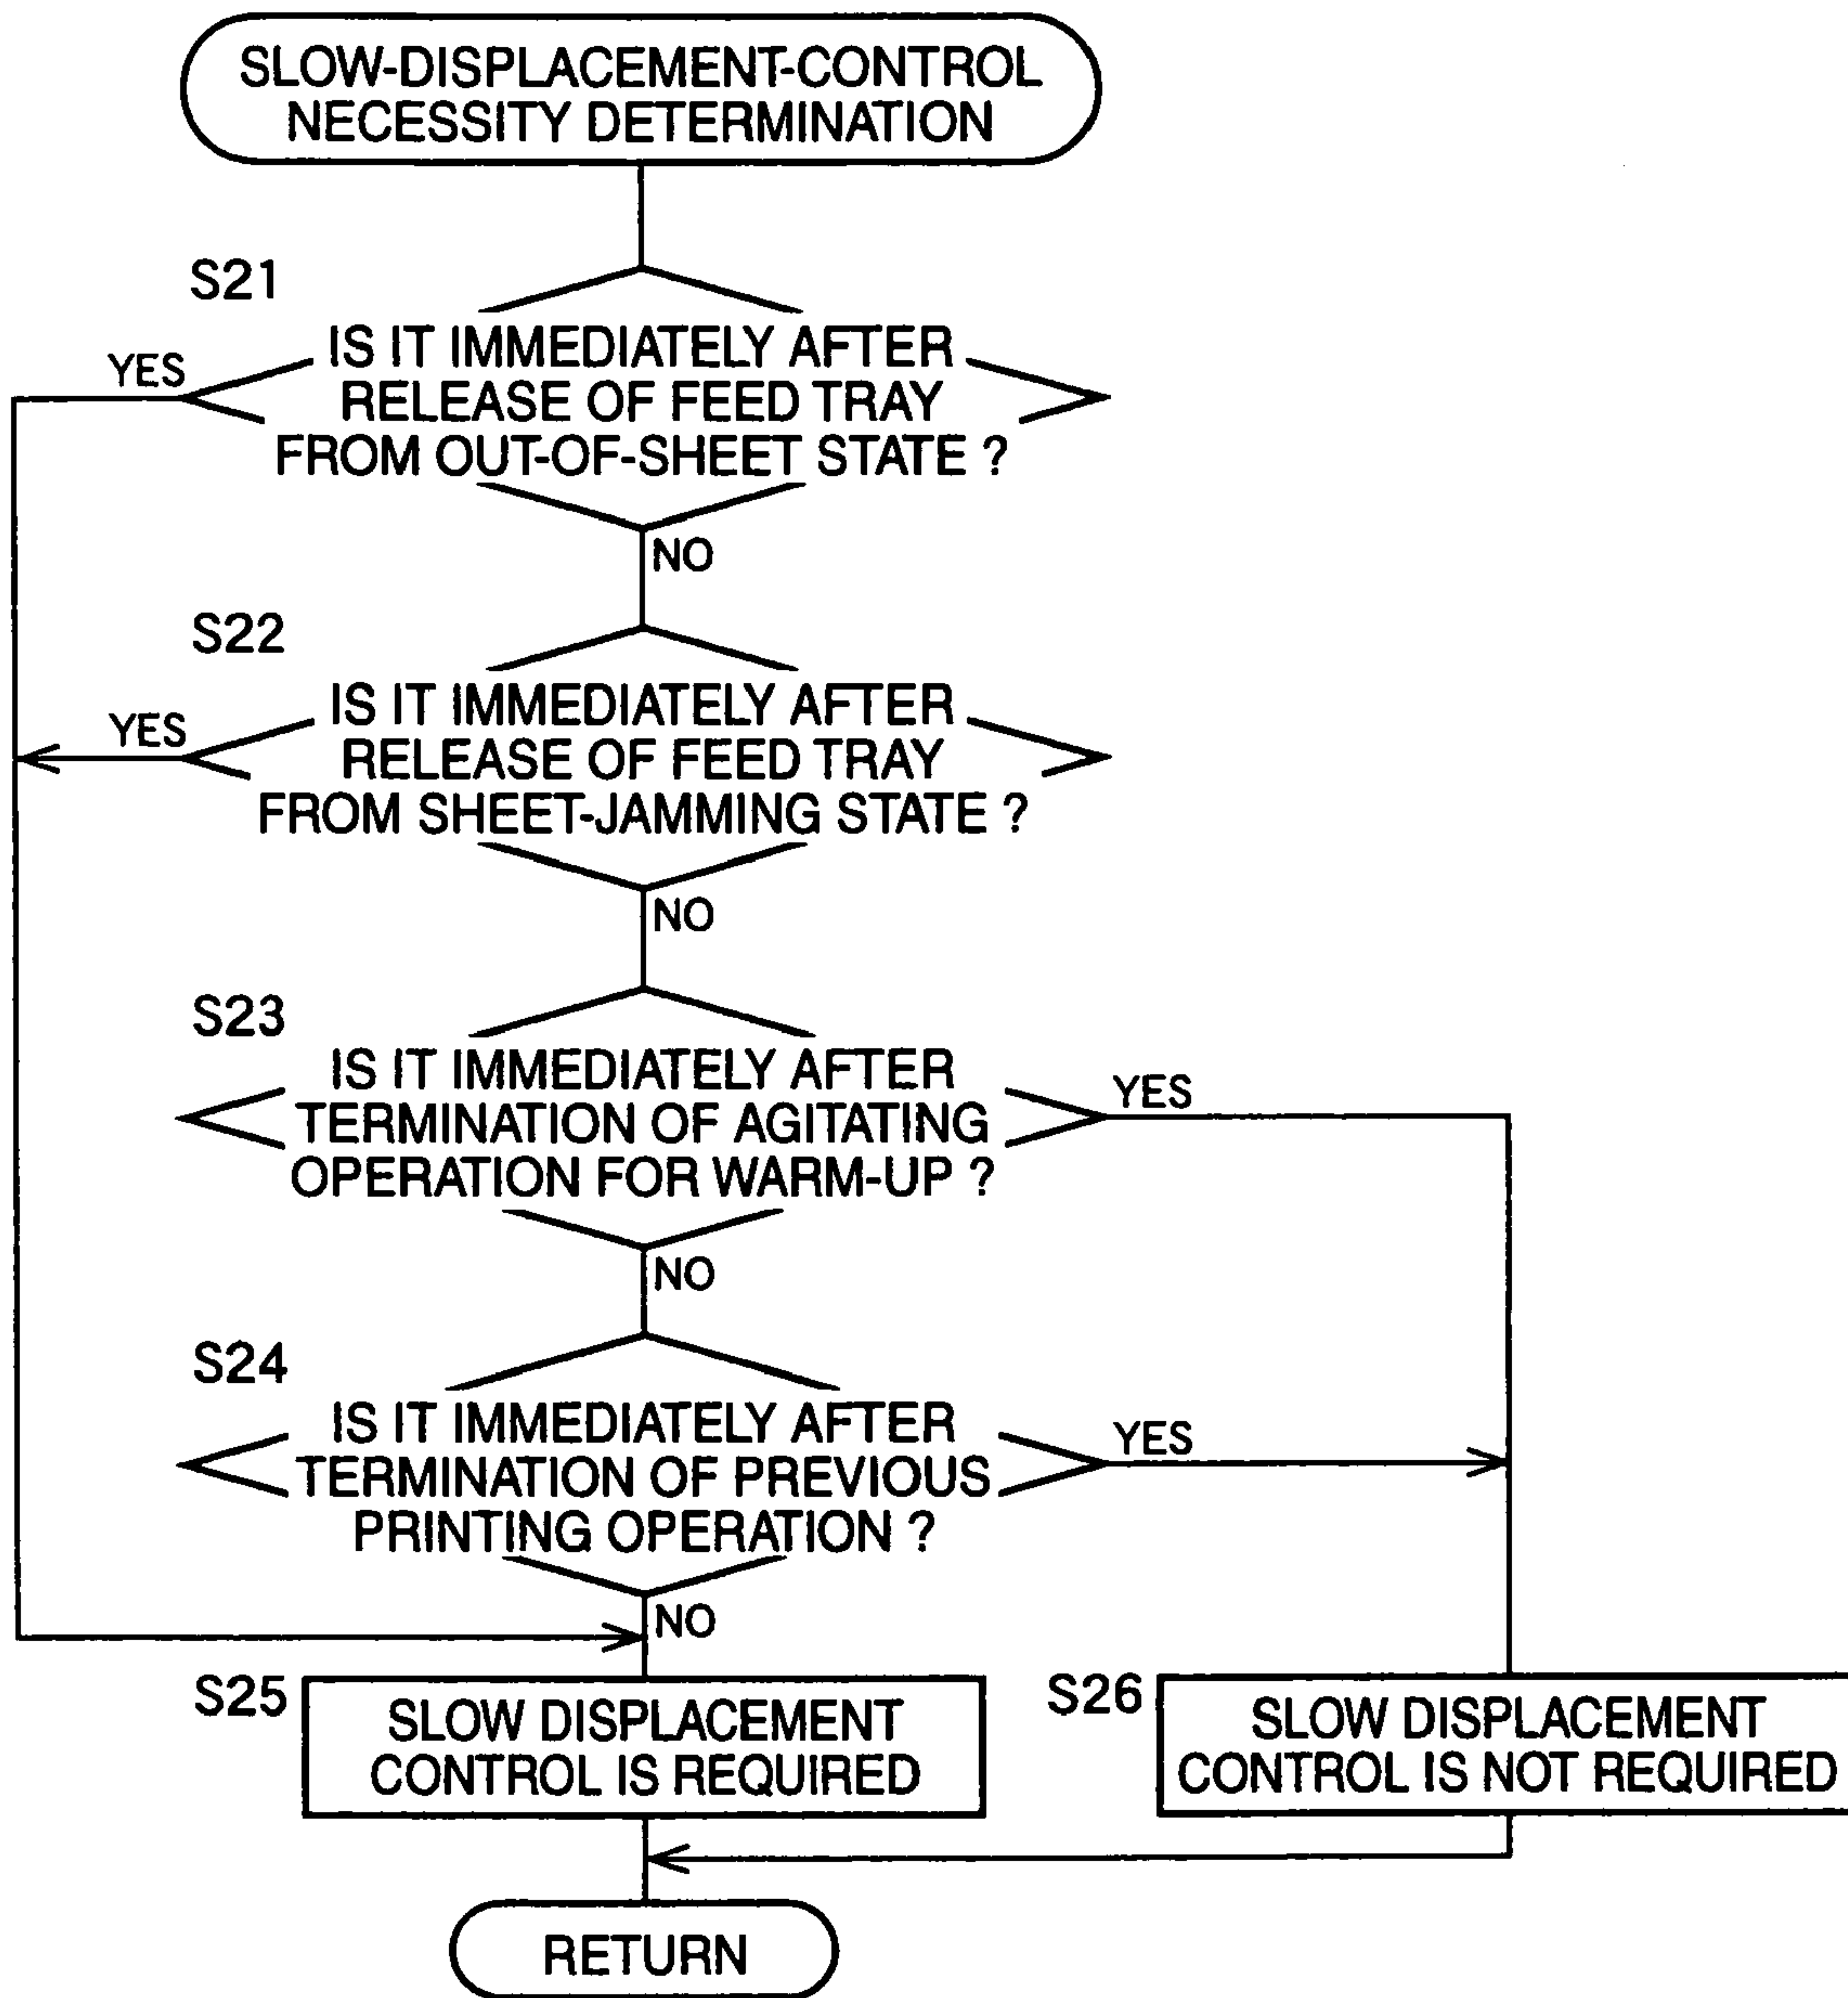 SLOW-DISPLACEMENT-CONTROL
NECESSITY DETERMINATION
S21
YES
IS IT IMMEDIATELY AFTER
RELEASE OF FEED TRAY
FROM OUT-OF-SHEET STATE ?
NO
S22
YES
IS IT IMMEDIATELY AFTER
RELEASE OF FEED TRAY
FROM SHEET-JAMMING STATE ?
NO
S23
IS IT IMMEDIATELY AFTER
TERMINATION OF AGITATING
OPERATION FOR WARM-UP ?
YES
NO
S24
IS IT IMMEDIATELY AFTER
TERMINATION OF PREVIOUS
PRINTING OPERATION ?
YES
NO
S25
SLOW DISPLACEMENT
CONTROL IS REQUIRED
S26
SLOW DISPLACEMENT
CONTROL IS NOT REQUIRED
RETURN